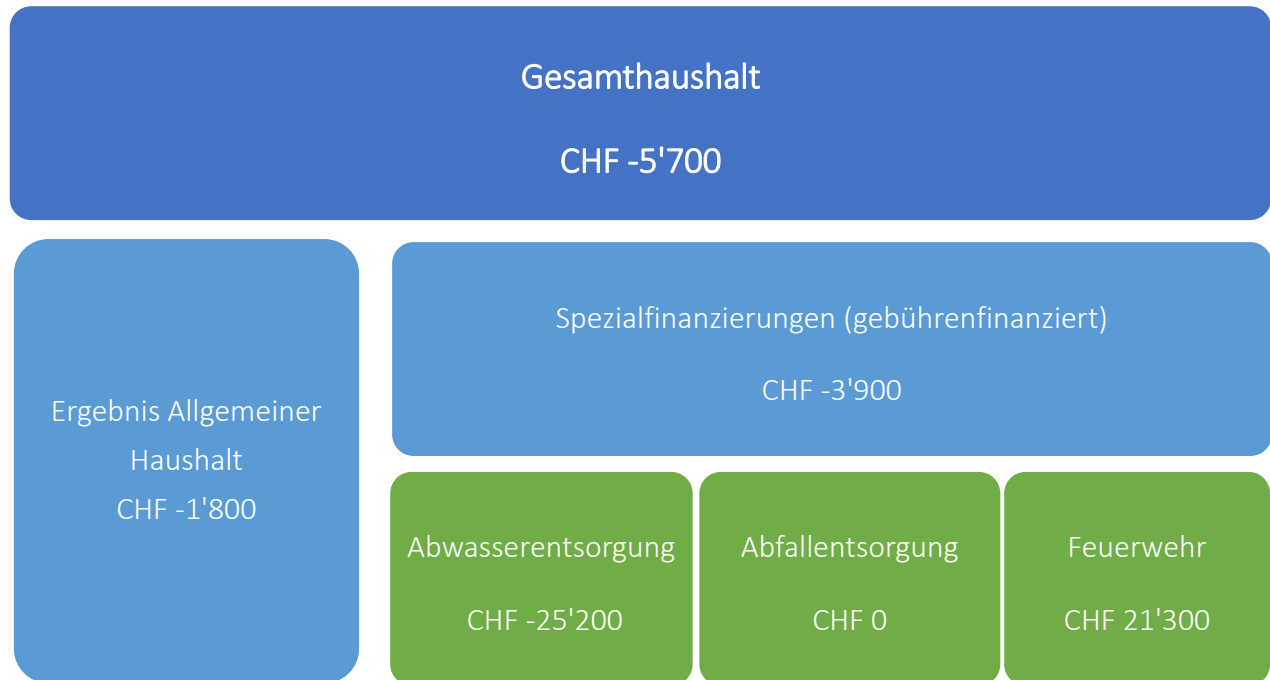 Gesamthaushalt
CHF -5'700
Ergebnis Allgemeiner
Haushalt
CHF -1'800
Spezialfinanzierungen (gebührenfinanziert)
CHF -3'900
Abwasserentsorgung
CHF -25'200
Abfallentsorgung
CHF 0
Feuerwehr
CHF 21'300